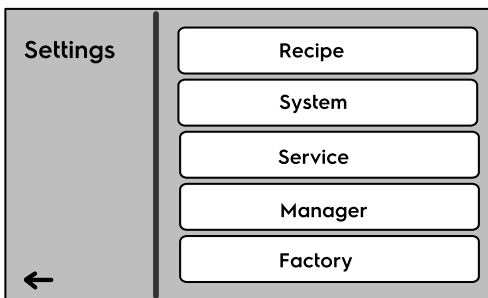 Settings
Recipe
System
Service
Manager
Factory